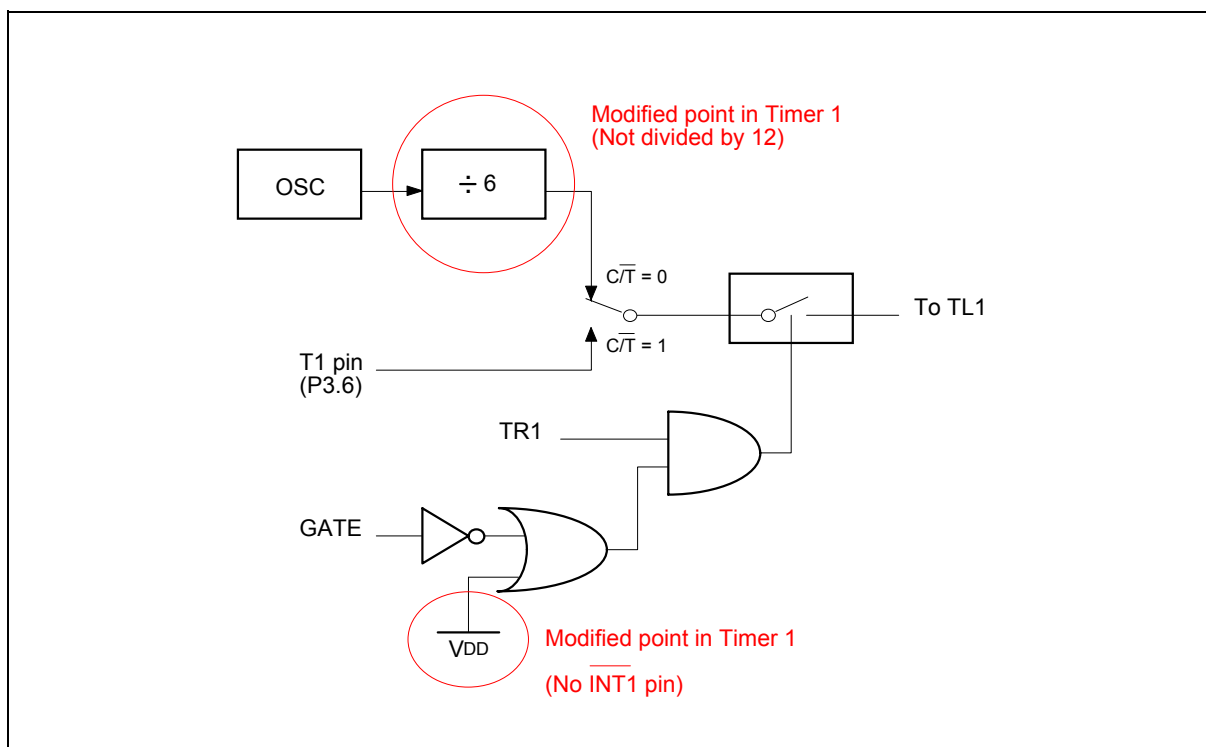 Modified point in Timer 1
(Not divided by 12)
OSC
÷ 6
C/T̅ = 0
To TL1
C/T̅ = 1
T1 pin
(P3.6)
TR1
GATE
VDD
Modified point in Timer 1
(No I̅N̅T̅1̅ pin)